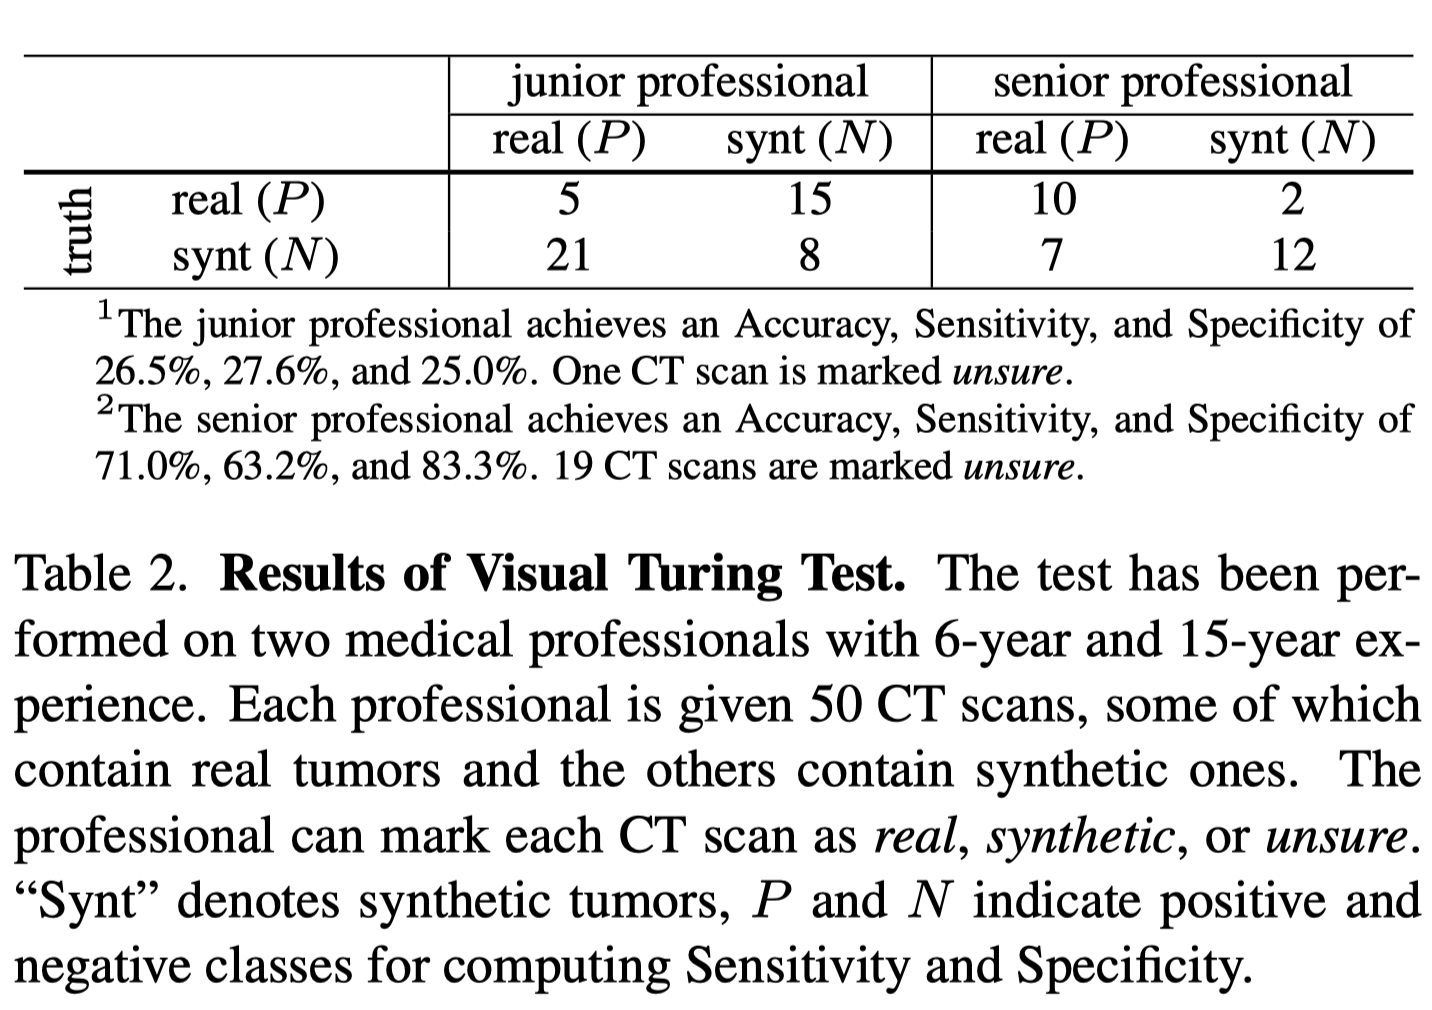 junior professional senior professional
real (P) synt (N) real (P) synt (N)
truth
real (P) 5 15 10 2
synt (N) 21 8 7 12
1The junior professional achieves an Accuracy, Sensitivity, and Specificity of
26.5%, 27.6%, and 25.0%. One CT scan is marked unsure.
2The senior professional achieves an Accuracy, Sensitivity, and Specificity of
71.0%, 63.2%, and 83.3%. 19 CT scans are marked unsure.
Table 2. Results of Visual Turing Test. The test has been per-
formed on two medical professionals with 6-year and 15-year ex-
perience. Each professional is given 50 CT scans, some of which
contain real tumors and the others contain synthetic ones. The
professional can mark each CT scan as real, synthetic, or unsure.
“Synt” denotes synthetic tumors, P and N indicate positive and
negative classes for computing Sensitivity and Specificity.